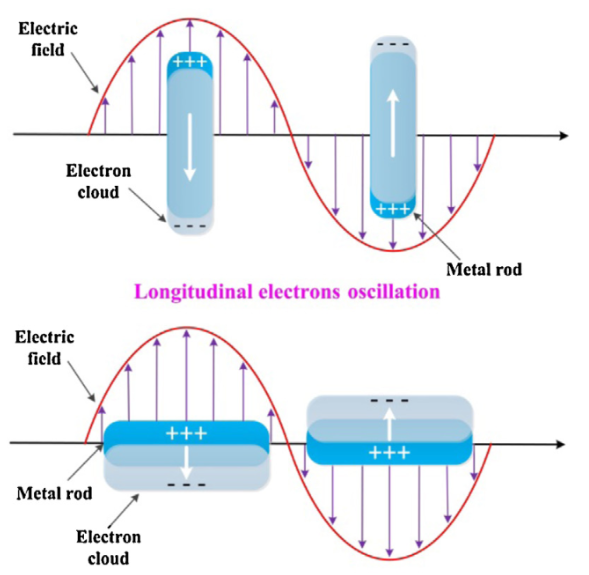 Electric
field
+++
- - -
Electron
cloud
- - -
+++
Metal rod
Longitudinal electrons oscillation
Electric
field
+++
- - -
Metal rod
Electron
cloud
- - -
+++